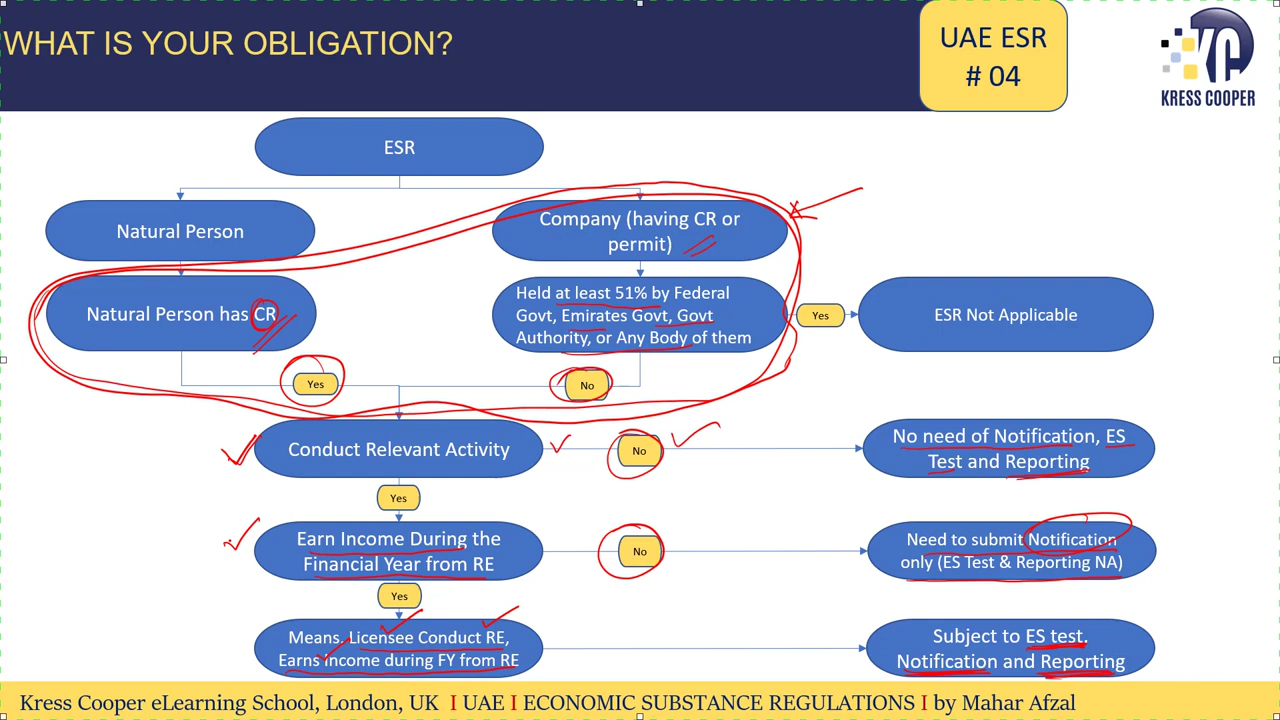 WHAT IS YOUR OBLIGATION?
UAE ESR
# 04
KC
KRESS COOPER
ESR
Natural Person
Company (having CR or
permit)
Natural Person has CR
Held at least 51% by Federal
Govt, Emirates Govt, Govt
Authority, or Any Body of them
Yes
ESR Not Applicable
Yes
No
Conduct Relevant Activity
No
No need of Notification, ES
Test and Reporting
Yes
Earn Income During the
Financial Year from RE
No
Need to submit Notification
only (ES Test & Reporting NA)
Yes
Means. Licensee Conduct RE,
Earns Income during FY from RE
Subject to ES test.
Notification and Reporting
Kress Cooper eLearning School, London, UK I UAE I ECONOMIC SUBSTANCE REGULATIONS I by Mahar Afzal